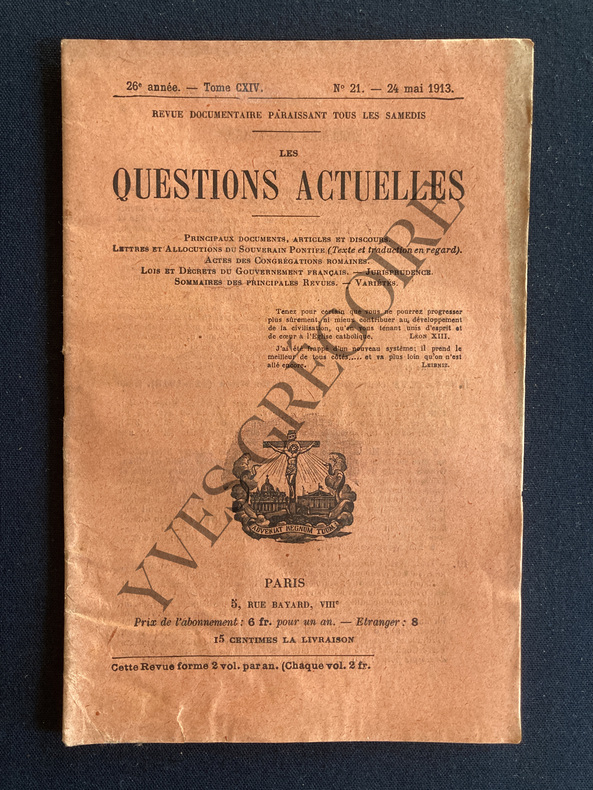 26e année. — Tome CXIV. No 21. — 24 mai 1913.
REVUE DOCUMENTAIRE PARAISSANT TOUS LES SAMEDIS
LES
QUESTIONS ACTUELLES
PRINCIPAUX DOCUMENTS, ARTICLES ET DISCOURS.
LETTRES ET ALLOCUTIONS DU SOUVERAIN PONTIFE (Texte et traduction en regard).
ACTES DES CONGRÉGATIONS ROMAINES.
LOIS ET DÉCRETS DU GOUVERNEMENT FRANÇAIS. — JURISPRUDENCE.
SOMMAIRES DES PRINCIPALES REVUES. — VARIÉTÉS.
Tenez pour certain que vous ne pourrez progresser
plus sûrement, ni mieux contribuer au développement
de la civilisation, qu'en vous tenant unis d'esprit et
de cœur à l'Eglise catholique. LÉON XIII.
J'ai été frappé d'un nouveau système; il prend le
meilleur de tous côtés..... et va plus loin qu'on n'est
allé encore. LEIBNIZ.
ADVENIAT REGNUM TUUM
PARIS
5, RUE BAYARD, VIIIe
Prix de l'abonnement : 6 fr. pour un an. — Etranger : 8
15 CENTIMES LA LIVRAISON
Cette Revue forme 2 vol. par an. (Chaque vol. 2 fr.
YVES GRÉGOIRE